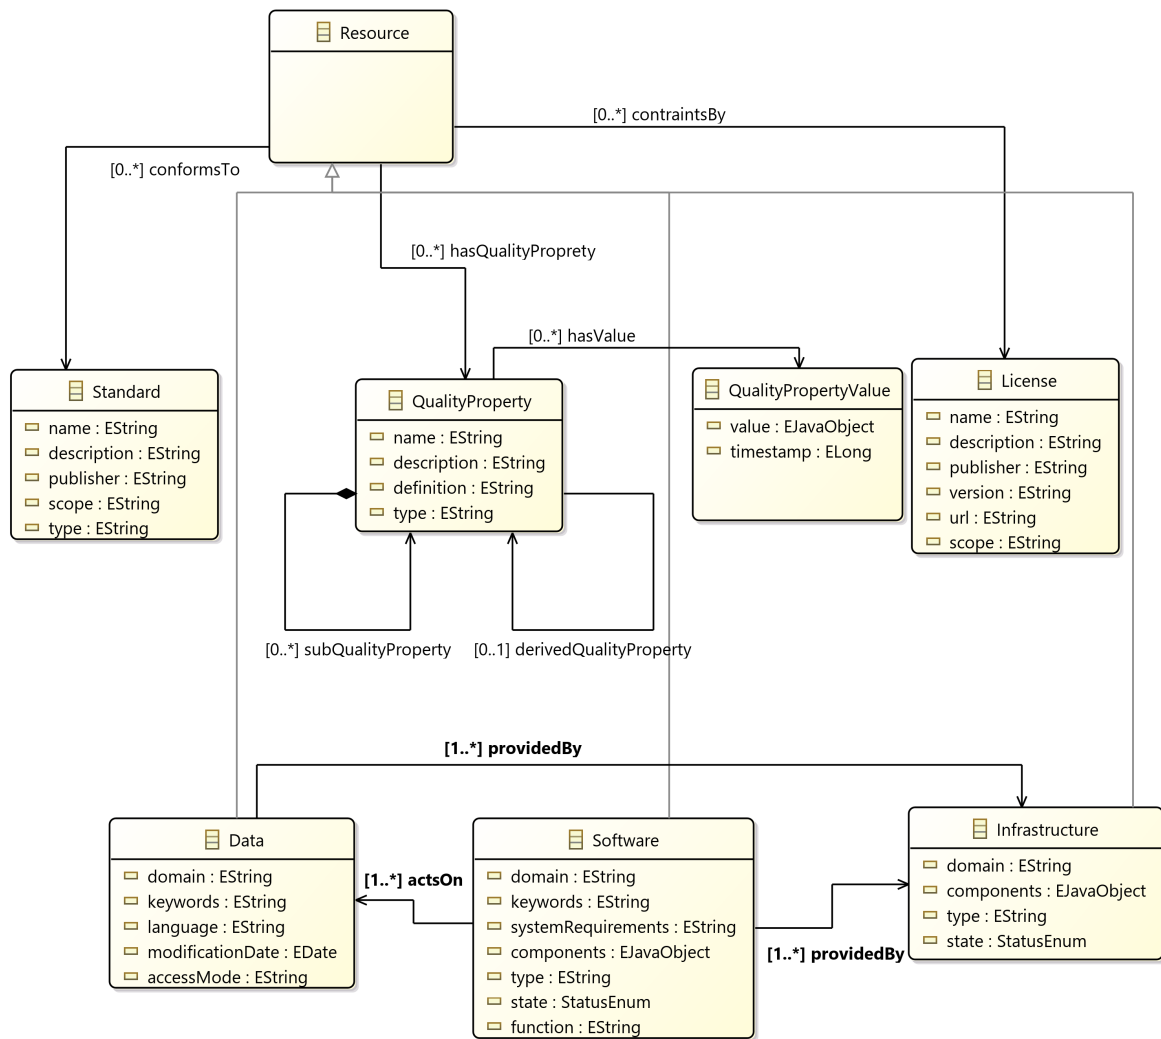 Resource
[0..*] contraintsBy
[0..*] conformsTo
[0..*] hasQualityProprety
[0..*] hasValue
Standard
name : EString
description : EString
publisher : EString
scope : EString
type : EString
QualityProperty
name : EString
description : EString
definition : EString
type : EString
QualityPropertyValue
value : EJavaObject
timestamp : ELong
License
name : EString
description : EString
publisher : EString
version : EString
url : EString
scope : EString
[0..*] subQualityProperty
[0..1] derivedQualityProperty
[1..*] providedBy
Data
domain : EString
keywords : EString
language : EString
modificationDate : EDate
accessMode : EString
[1..*] actsOn
Software
domain : EString
keywords : EString
systemRequirements : EString
components : EJavaObject
type : EString
state : StatusEnum
function : EString
[1..*] providedBy
Infrastructure
domain : EString
components : EJavaObject
type : EString
state : StatusEnum